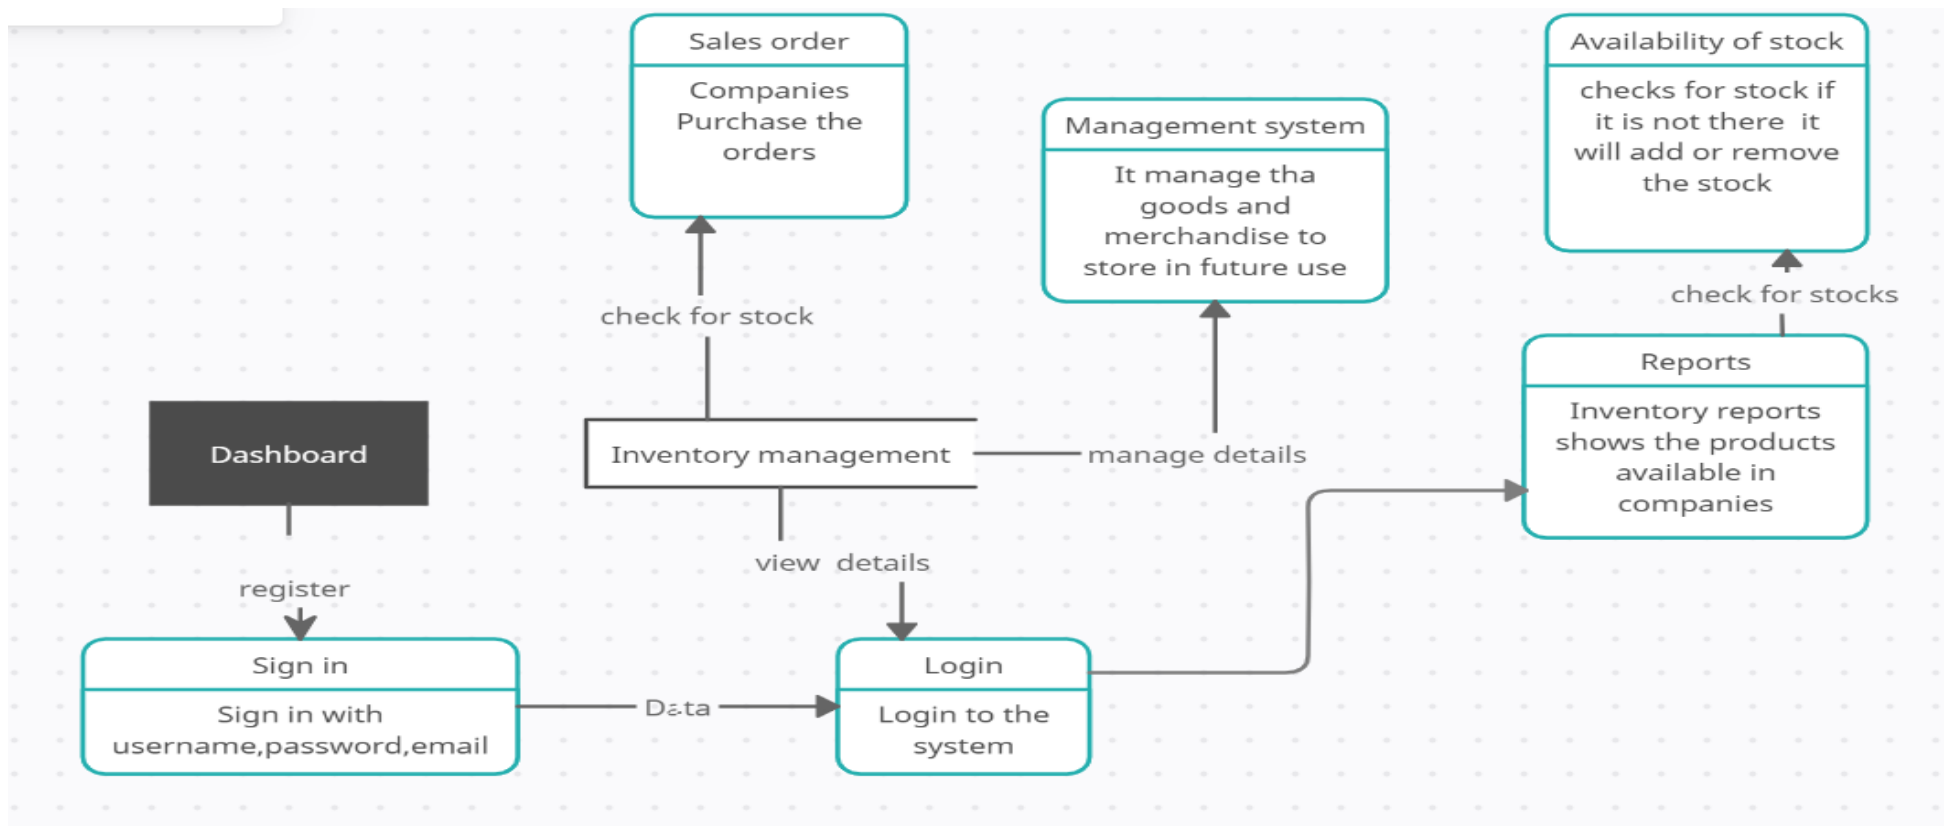 Sales order
Companies
Purchase the
orders
Management system
It manage tha
goods and
merchandise to
store in future use
Availability of stock
checks for stock if
it is not there it
will add or remove
the stock
check for stock
check for stocks
Reports
Inventory reports
shows the products
available in
companies
Dashboard
Inventory management
manage details
view details
register
Sign in
Sign in with
username,password,email
Data
Login
Login to the
system